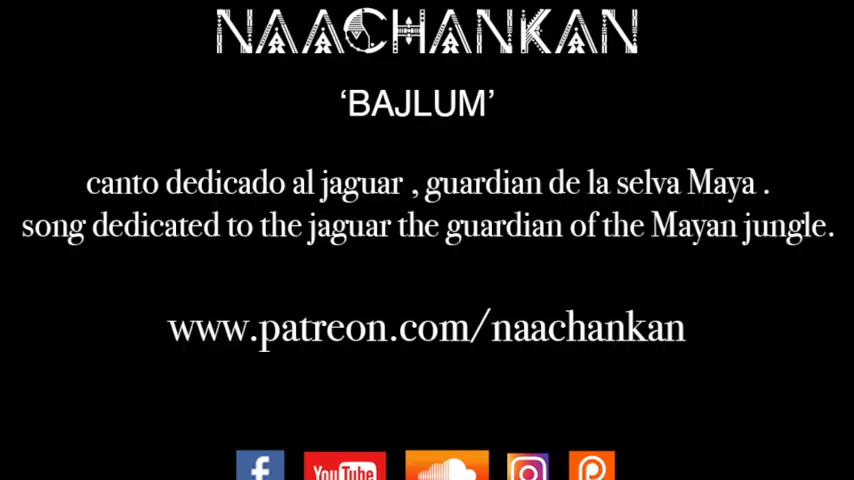 NAACHANKAN
‘BAJLUM’
canto dedicado al jaguar , guardian de la selva Maya .
song dedicated to the jaguar the guardian of the Mayan jungle.
www.patreon.com/naachankan
YouTube